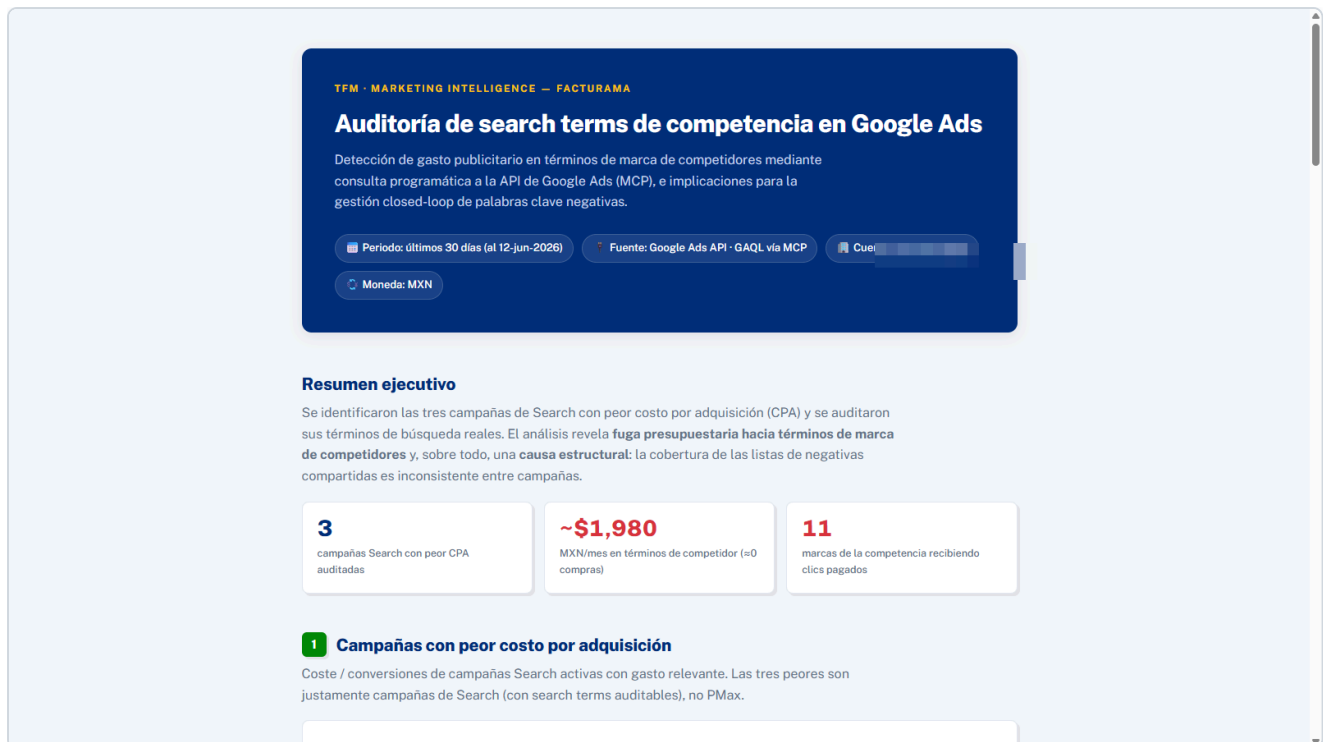 TFM · MARKETING INTELLIGENCE — FACTURAMA
Auditoría de search terms de competencia en Google Ads
Detección de gasto publicitario en términos de marca de competidores mediante
consulta programática a la API de Google Ads (MCP), e implicaciones para la
gestión closed-loop de palabras clave negativas.
Periodo: últimos 30 días (al 12-jun-2026)
Fuente: Google Ads API · GAQL vía MCP
Moneda: MXN
Resumen ejecutivo
Se identificaron las tres campañas de Search con peor costo por adquisición (CPA) y se auditaron
sus términos de búsqueda reales. El análisis revela fuga presupuestaria hacia términos de marca
de competidores y, sobre todo, una causa estructural: la cobertura de las listas de negativas
compartidas es inconsistente entre campañas.
3
campañas Search con peor CPA
auditadas
~$1,980
MXN/mes en términos de competidor (≈0
compras)
11
marcas de la competencia recibiendo
clics pagados
1
Campañas con peor costo por adquisición
Coste / conversiones de campañas Search activas con gasto relevante. Las tres peores son
justamente campañas de Search (con search terms auditables), no PMax.